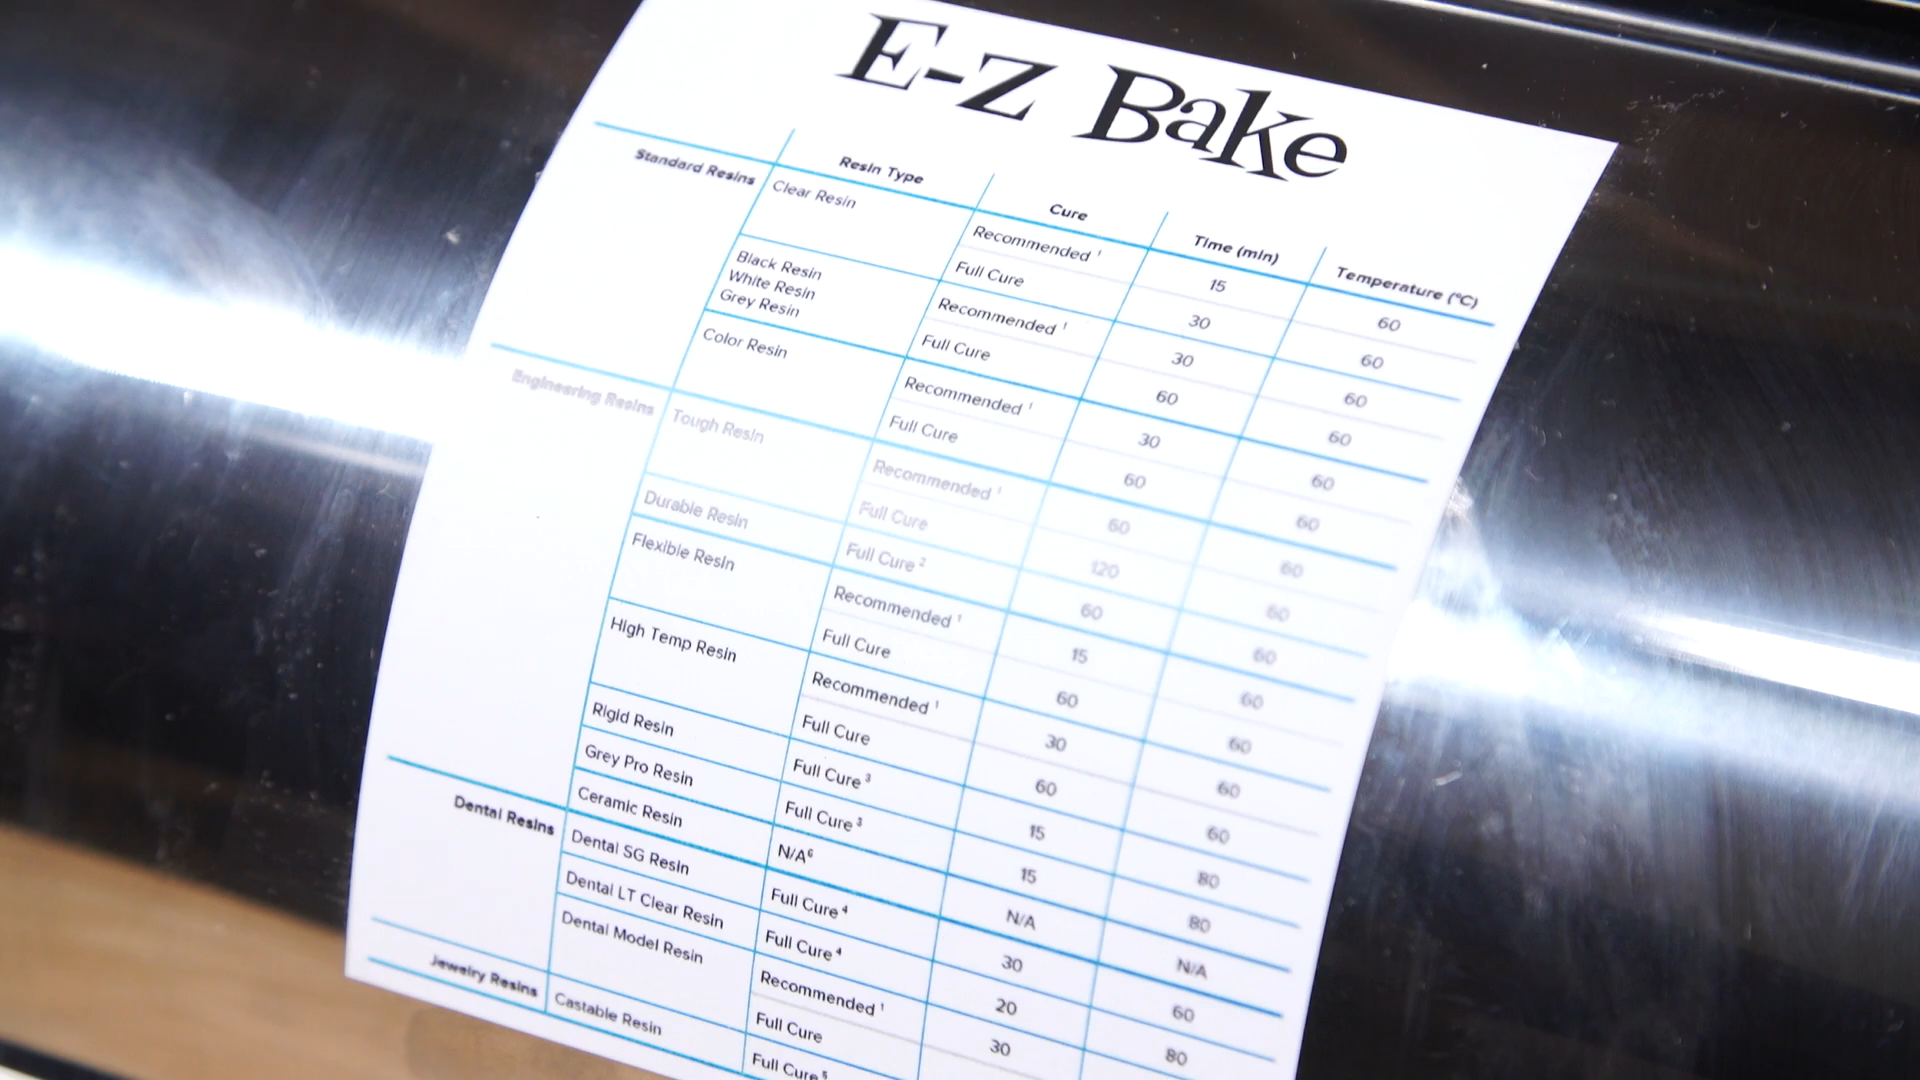 E-Z Bake
Resin Type Cure Time (min) Temperature (°C)
Standard Resins Clear Resin Recommended ¹ 15 60
Full Cure 30 60
Black Resin
White Resin
Grey Resin
Recommended ¹ 30 60
Full Cure 60 60
Color Resin Recommended ¹ 30 60
Full Cure 60 60
Engineering Resins Tough Resin Recommended ¹ 60 60
Full Cure 120 60
Durable Resin Full Cure ² 60 60
Flexible Resin Recommended ¹ 15 60
Full Cure 60 60
High Temp Resin Recommended ¹ 30 60
Full Cure 60 60
Rigid Resin Full Cure ³ 15 80
Grey Pro Resin Full Cure ³ 15 80
Ceramic Resin N/A⁶ N/A N/A
Dental Resins Dental SG Resin Full Cure ⁴ 30 60
Dental LT Clear Resin Full Cure ⁴ 20 80
Dental Model Resin Recommended ¹ 30
Full Cure
Jewelry Resins Castable Resin Full Cure ⁵